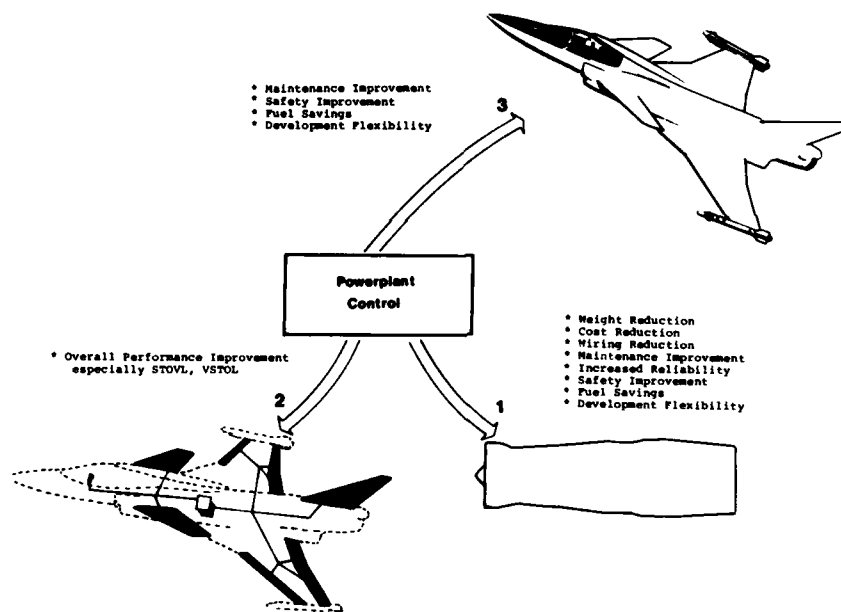 * Maintenance Improvement
* Safety Improvement
* Fuel Savings
* Development Flexibility
3
Powerplant
Control
* Overall Performance Improvement
especially STOVL, VSTOL
2
* Weight Reduction
* Cost Reduction
* Wiring Reduction
* Maintenance Improvement
* Increased Reliability
* Safety Improvement
* Fuel Savings
* Development Flexibility
1